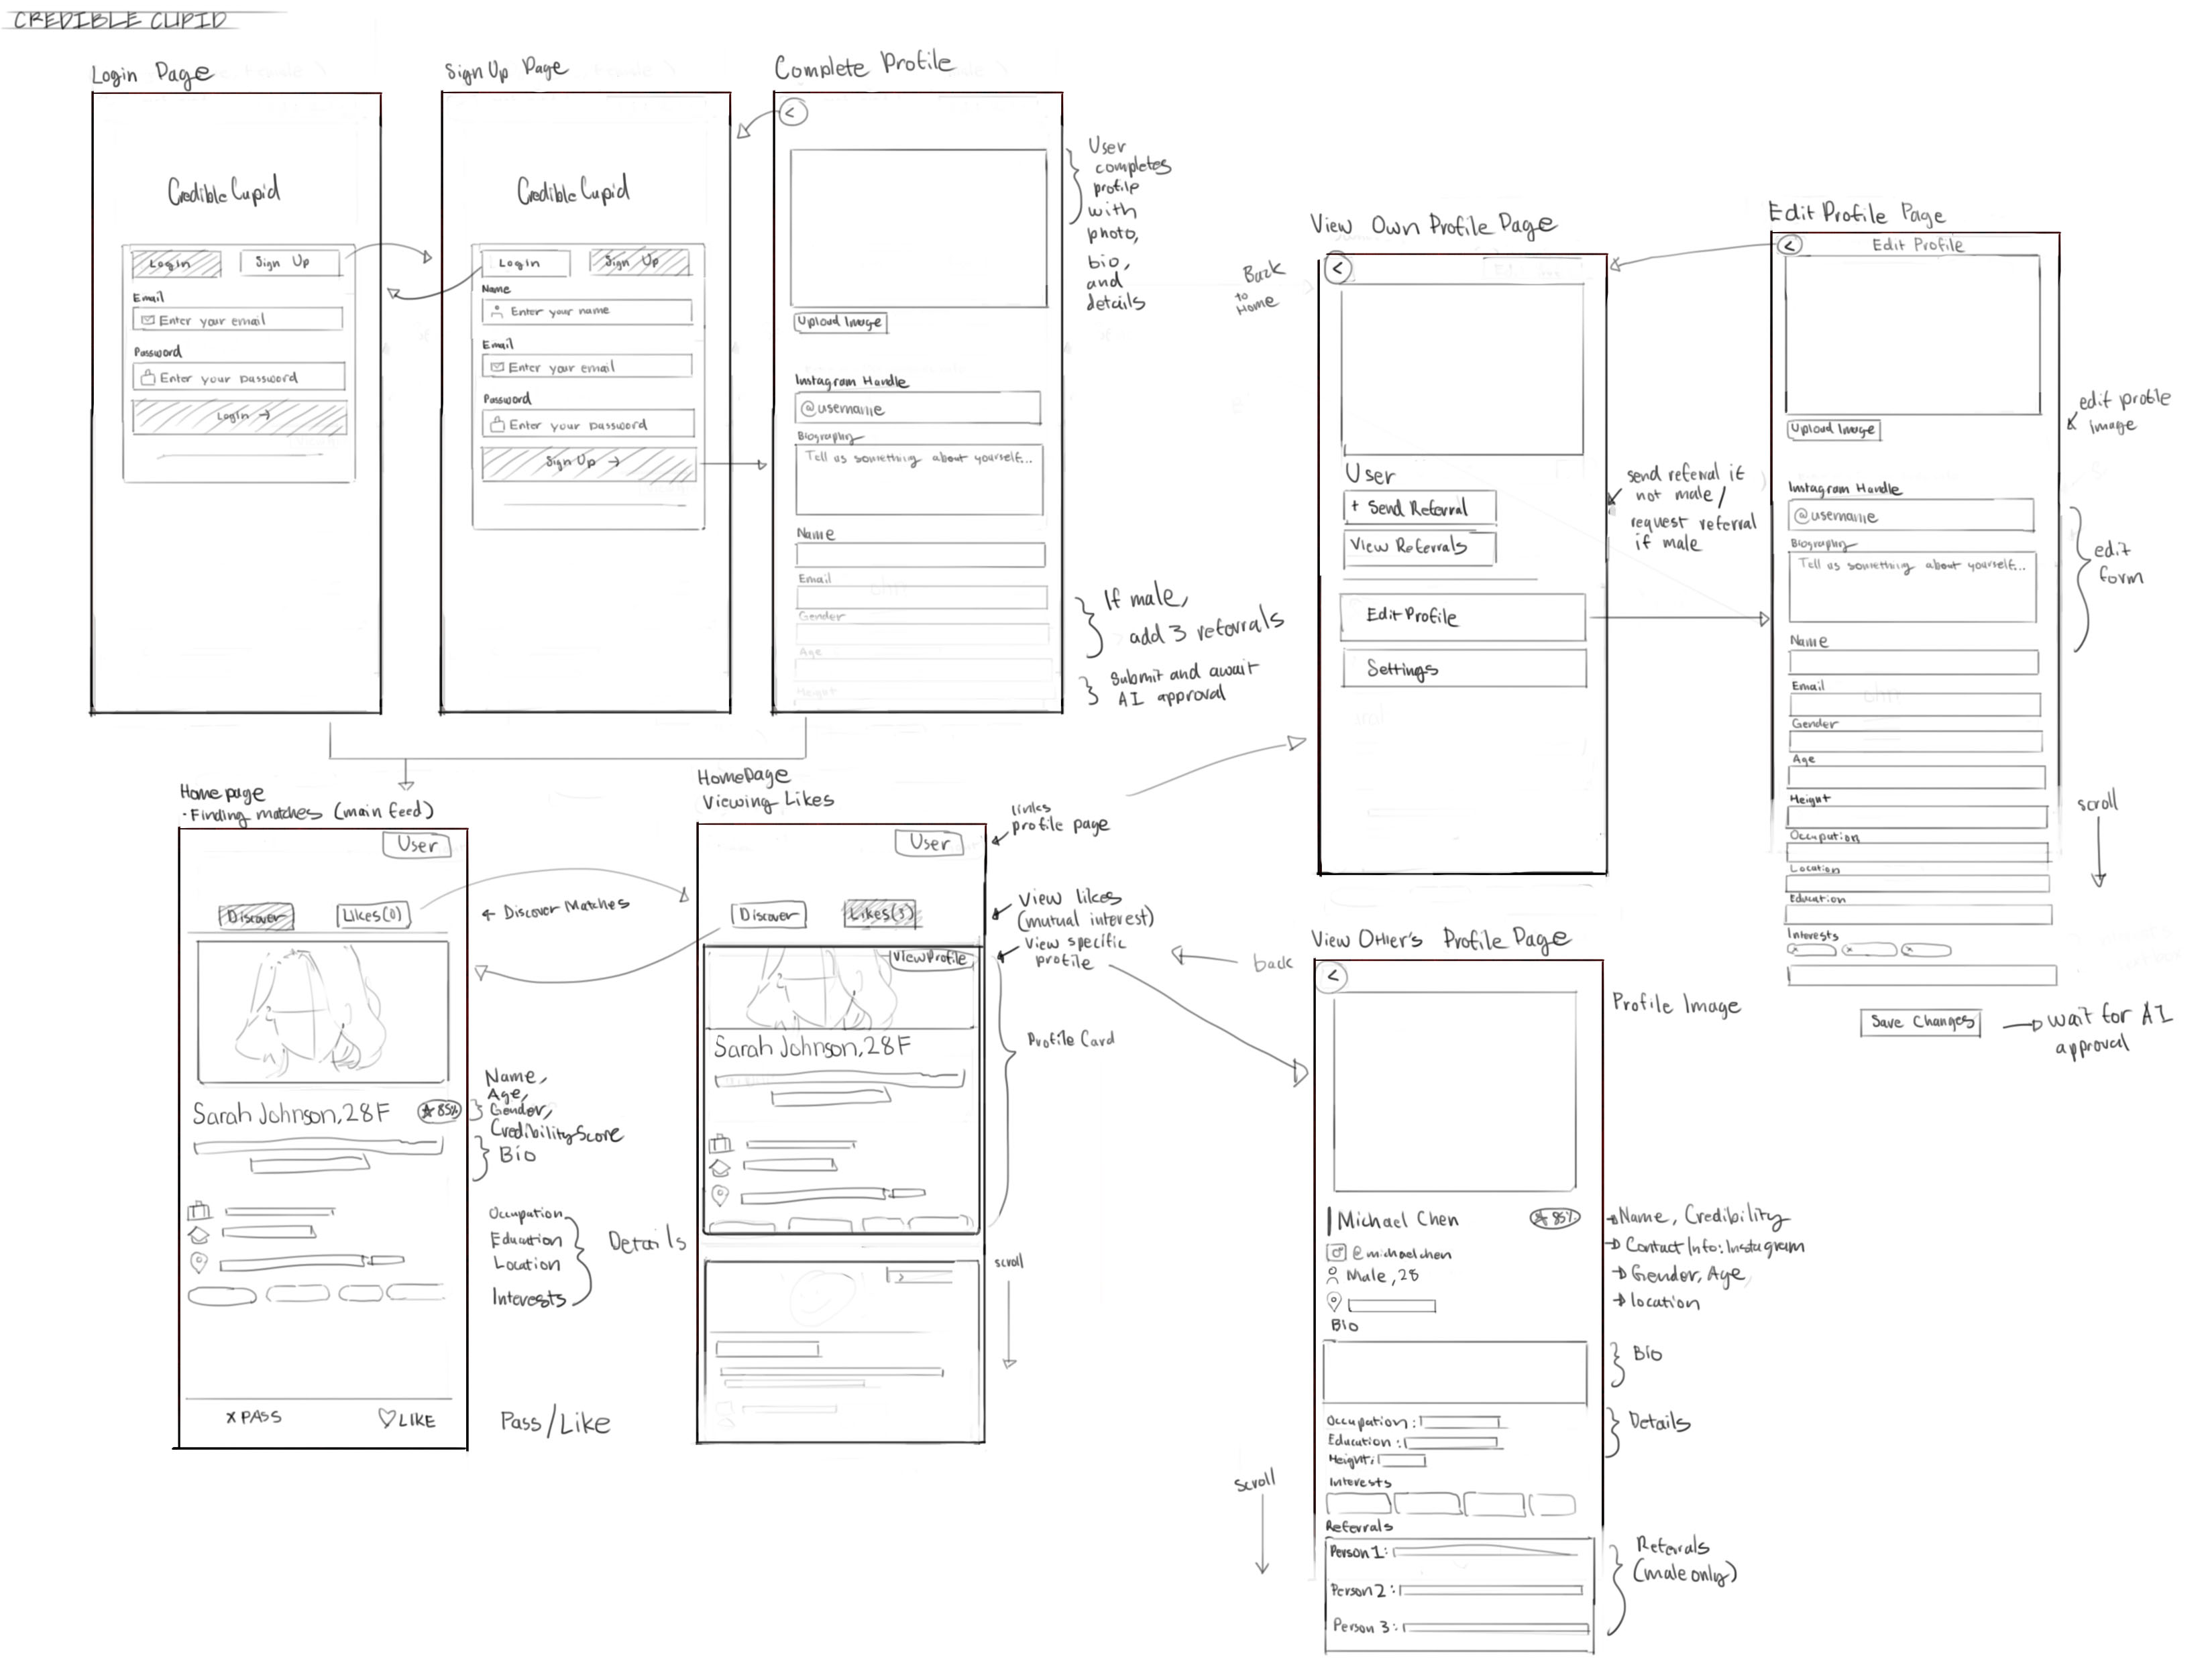 CREDIBLE CUPID
Login Page
Credible Cupid
Login
Sign Up
Email
Enter your email
Password
Enter your password
Login →
Sign Up Page
Credible Cupid
Login
Sign Up
Name
Enter your name
Email
Enter your email
Password
Enter your password
Sign Up →
Complete Profile
<
Upload Image
Instagram Handle
@username
Biography
Tell us something about yourself...
Name
Email
Gender
Age
Height
User
completes
profile
with
photo,
bio,
and
details
If male,
add 3 referrals
Submit and await
AI approval
Back
to
Home
View Own Profile Page
<
User
+ Send Referral
View Referrals
Edit Profile
Settings
send referral if
not male/
request referral
if male
Edit Profile Page
<
Edit Profile
Upload Image
Instagram Handle
@username
Biography
Tell us something about yourself...
Name
Email
Gender
Age
Height
Occupation
Location
Education
Interests
x
x
x
Save Changes
wait for AI
approval
edit profile
image
edit
form
scroll
Home page
· Finding matches (main feed)
User
Discover
Likes(0)
Sarah Johnson, 28 F
85%
X PASS
LIKE
Discover Matches
Name,
Age,
Gender,
Credibility Score
Bio
Occupation
Education
Location
Interests
Details
Pass/Like
HomePage
Viewing Likes
User
Discover
Likes(3)
View Profile
Sarah Johnson, 28 F
links
profile page
View likes
(mutual interest)
View specific
profile
Profile Card
scroll
back
View Other's Profile Page
<
Michael Chen
85%
@michaelchen
Male, 28
BIO
Occupation:
Education:
Height:
Interests
Referrals
Person 1:
Person 2:
Person 3:
Profile Image
Name, Credibility
Contact Info: Instagram
Gender, Age
location
Bio
Details
Referrals
(male only)
scroll